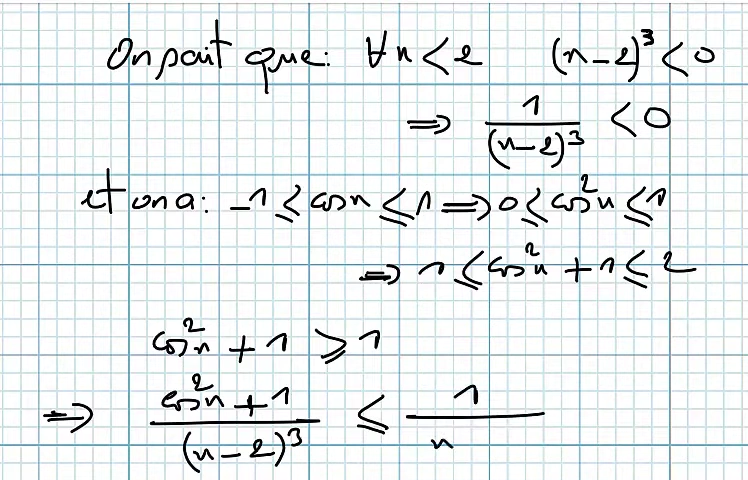 On sait que: ∀x < 2 (x-2)³ < 0
⇒ 1/(x-2)³ < 0
et on a: -1 ≤ cosx ≤ 1 ⇒ 0 ≤ cos²x ≤ 1
⇒ 1 ≤ cos²x + 1 ≤ 2
cos²x + 1 ≥ 1
⇒ (cos²x + 1)/(x-2)³ ≤ 1/x